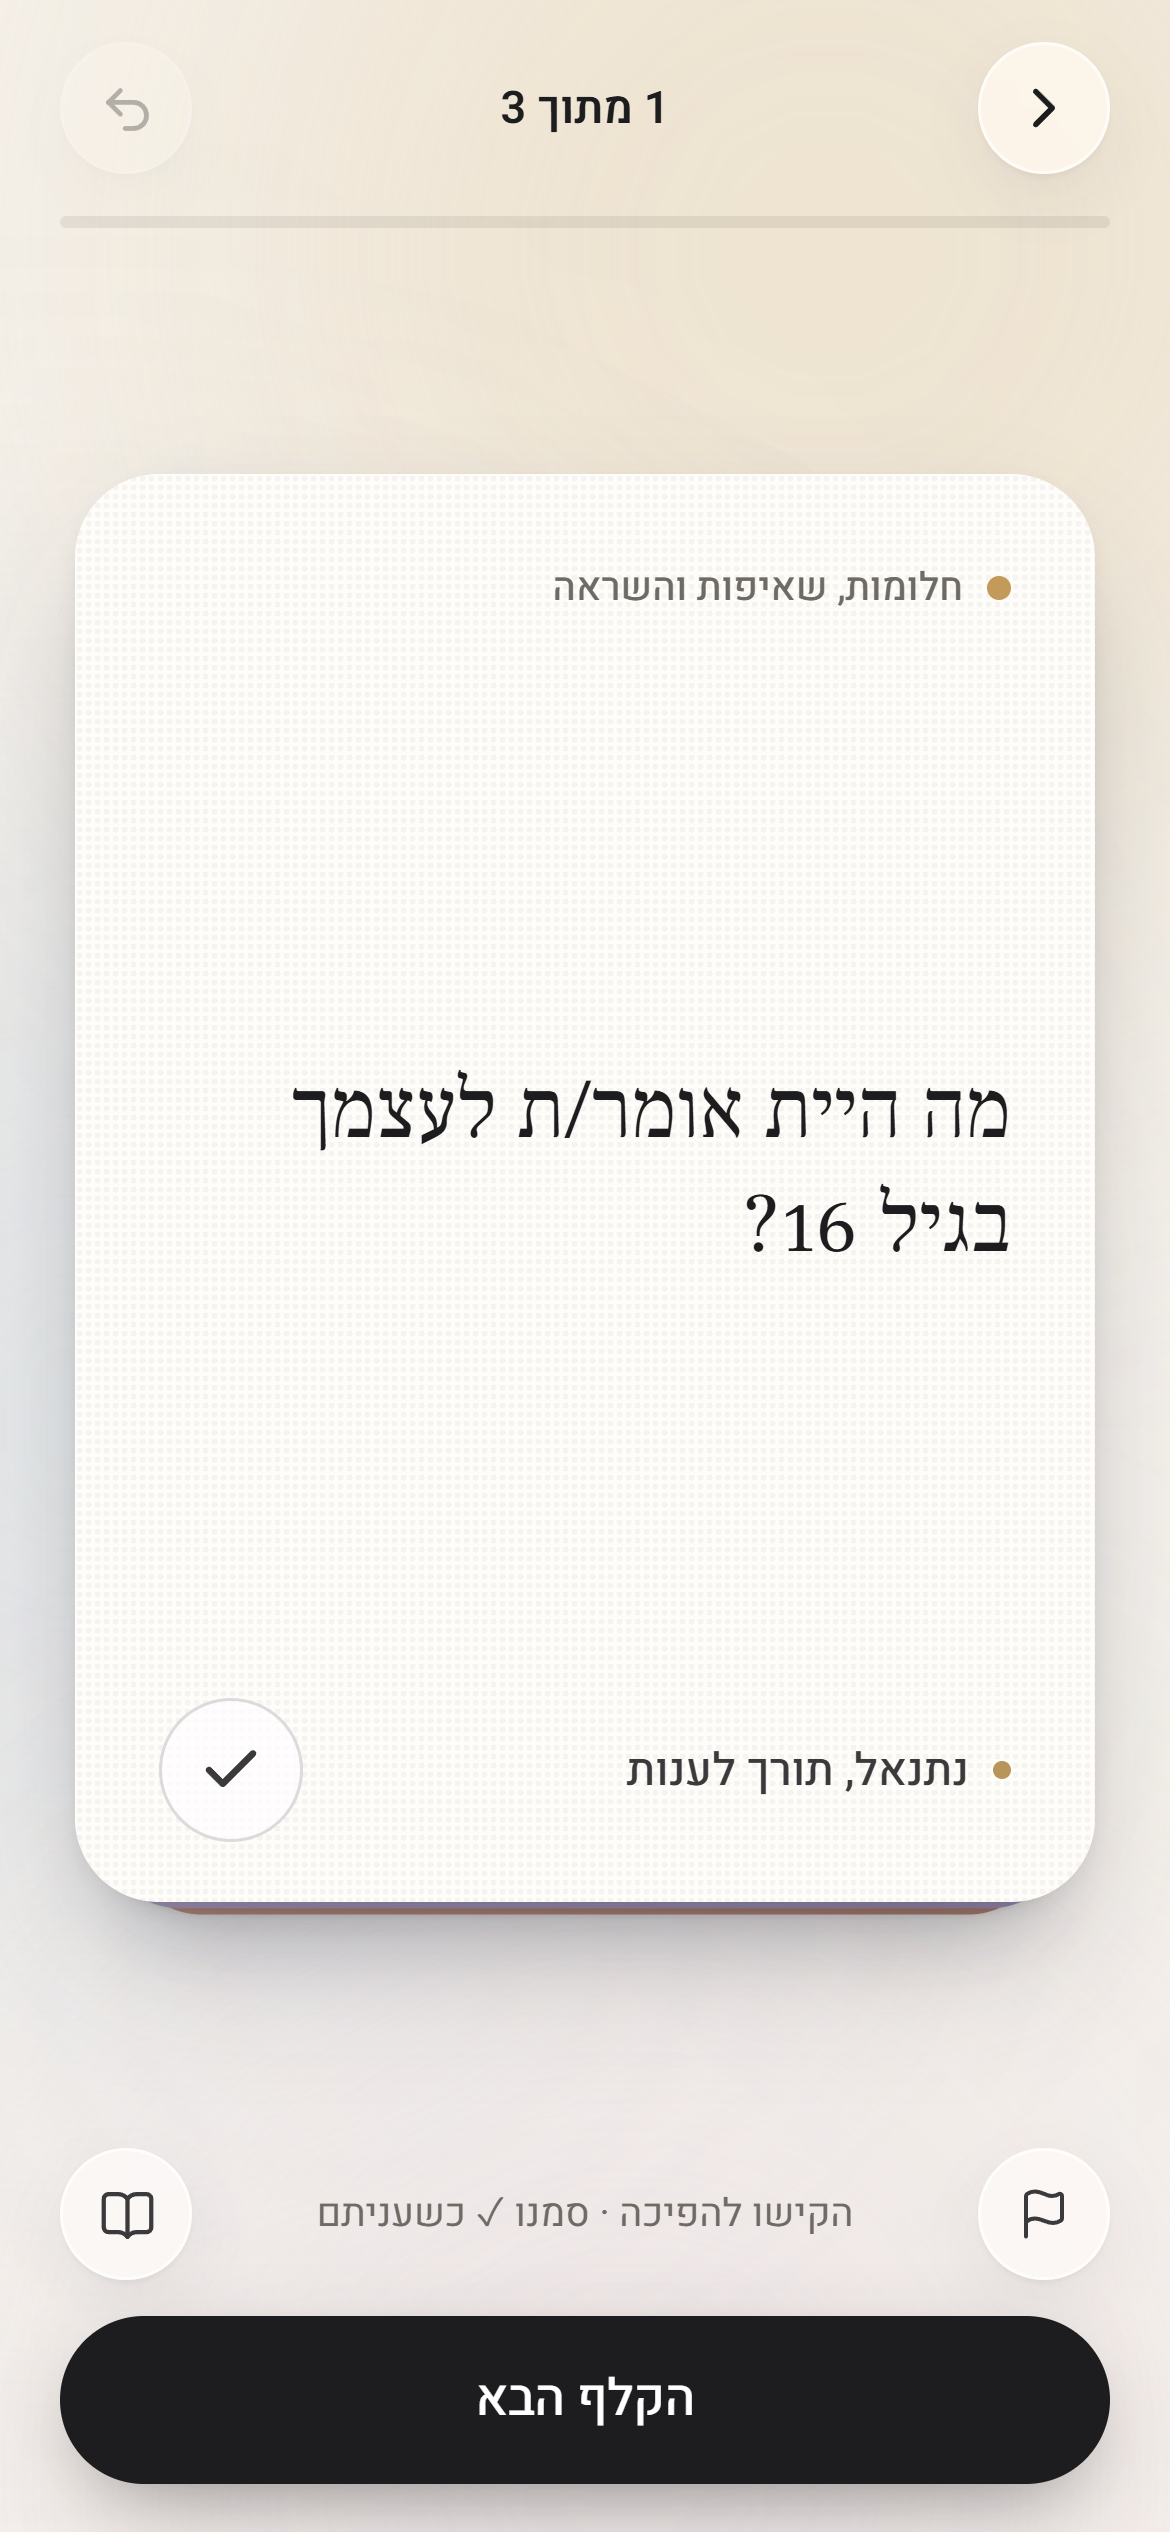 1 מתוך 3
חלומות, שאיפות והשראה
מה היית אומר/ת לעצמך
בגיל 16?
נתנאל, תורך לענות
הקישו להפיכה · סמנו ✓ כשעניתם
הקלף הבא